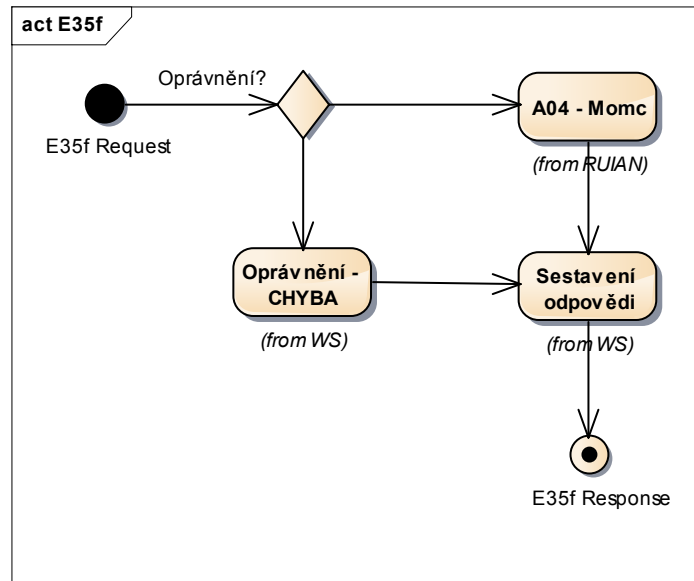 act E35f
Oprávnění?
E35f Request
A04 - Momc
(from RUIAN)
Oprávnění -
CHYBA
(from WS)
Sestavení
odpovědi
(from WS)
E35f Response